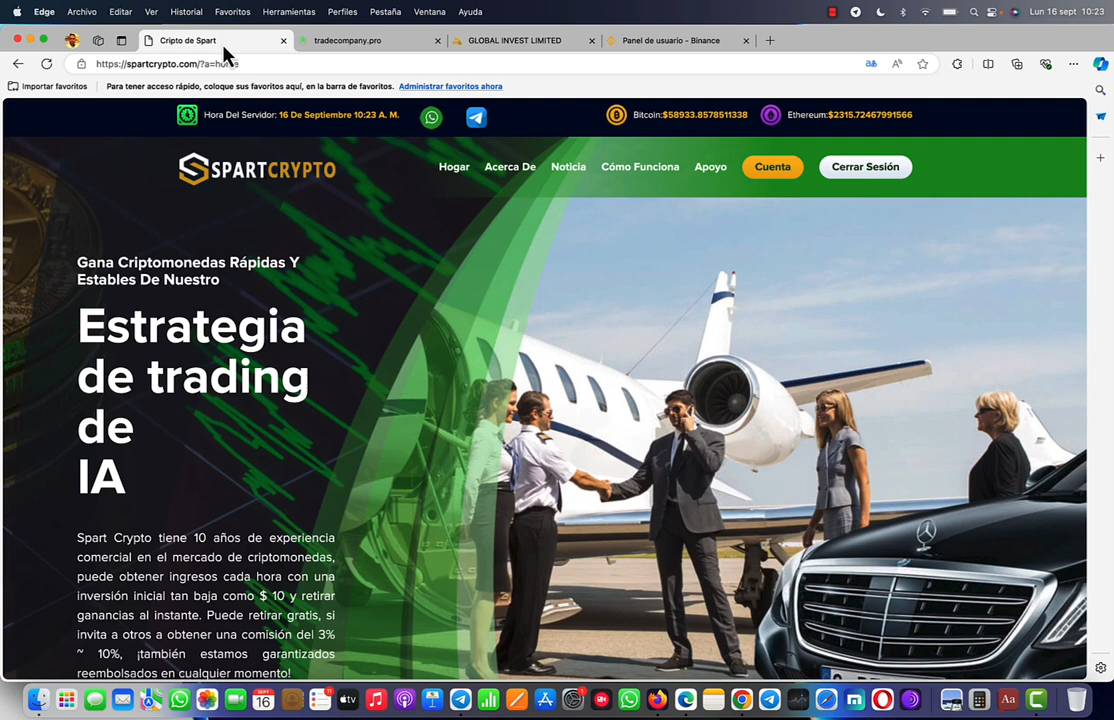 Edge Archivo Editar Ver Historial Favoritos Herramientas Perfiles Pestaña Ventana Ayuda Lun 16 sept 10:23
Cripto de Spart tradecompany.pro GLOBAL INVEST LIMITED Panel de usuario - Binance
https://spartcrypto.com/?a=home
Importar favoritos Para tener acceso rápido, coloque sus favoritos aquí, en la barra de favoritos. Administrar favoritos ahora
Hora Del Servidor: 16 De Septiembre 10:23 A. M. Bitcoin:$58933.8578511338 Ethereum:$2315.72467991566
SPARTCRYPTO Hogar Acerca De Noticia Cómo Funciona Apoyo Cuenta Cerrar Sesión
Gana Criptomonedas Rápidas Y
Estables De Nuestro
Estrategia
de trading
de
IA
Spart Crypto tiene 10 años de experiencia
comercial en el mercado de criptomonedas,
puede obtener ingresos cada hora con una
inversión inicial tan baja como $ 10 y retirar
ganancias al instante. Puede retirar gratis, si
invita a otros a obtener una comisión del 3%
~ 10%, ¡también estamos garantizados
reembolsados en cualquier momento!
SEPT
16
11
tv
1
Aa